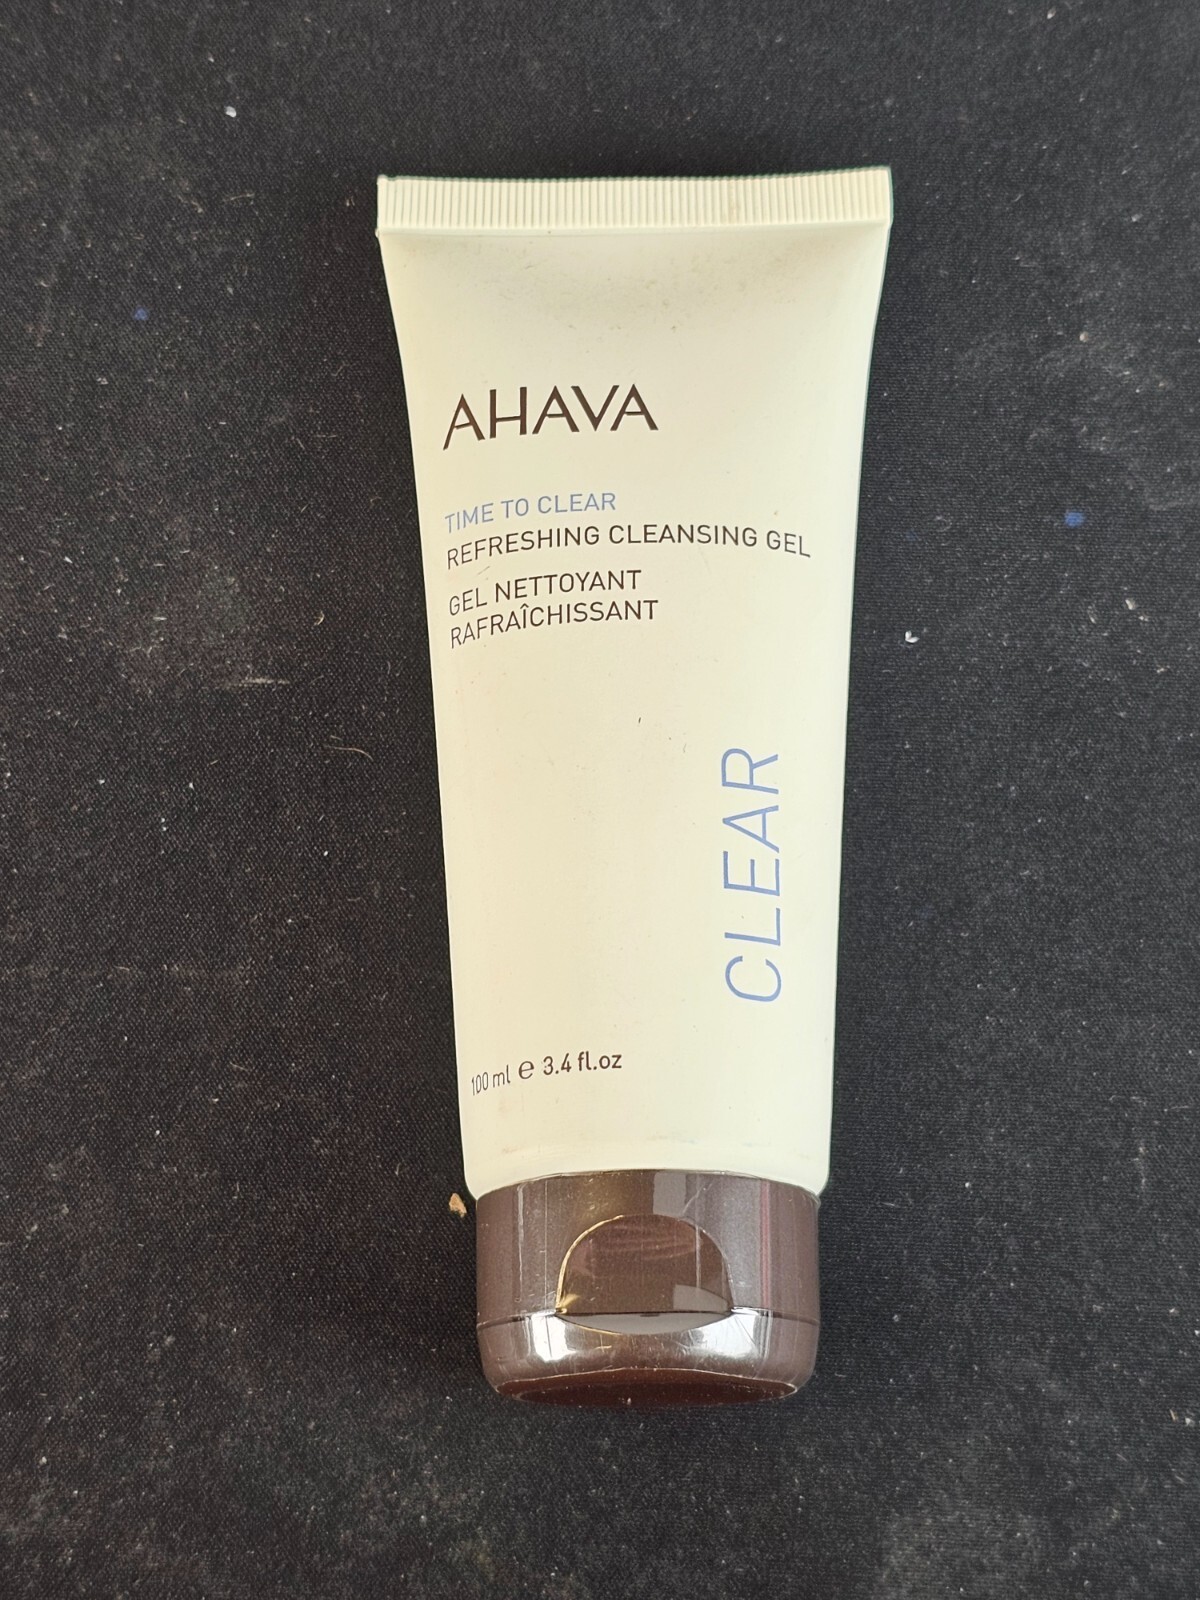 AHAVA
TIME TO CLEAR
REFRESHING CLEANSING GEL
GEL NETTOYANT
RAFRAÎCHISSANT
CLEAR
100 ml e 3.4 fl.oz